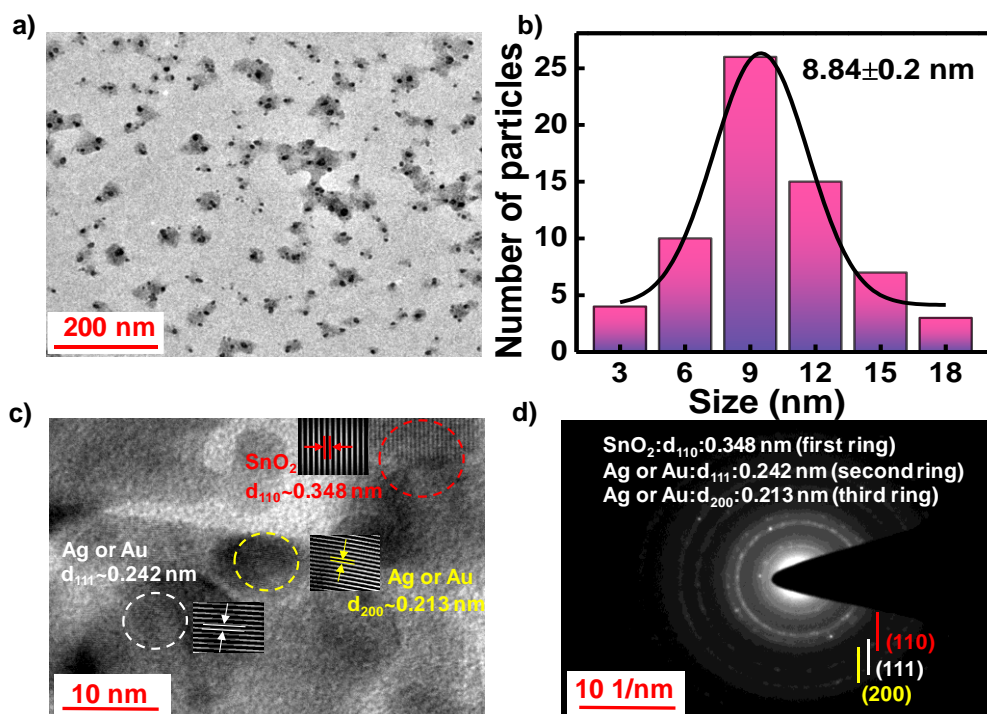 a)
200 nm
b)
Number of particles
25
20
15
10
5
0
8.84±0.2 nm
3 6 9 12 15 18
Size (nm)
c)
SnO₂
d₁₁₀~0.348 nm
Ag or Au
d₁₁₁~0.242 nm
Ag or Au
d₂₀₀~0.213 nm
10 nm
d)
SnO₂:d₁₁₀:0.348 nm (first ring)
Ag or Au:d₁₁₁:0.242 nm (second ring)
Ag or Au:d₂₀₀:0.213 nm (third ring)
(110)
(111)
(200)
10 1/nm